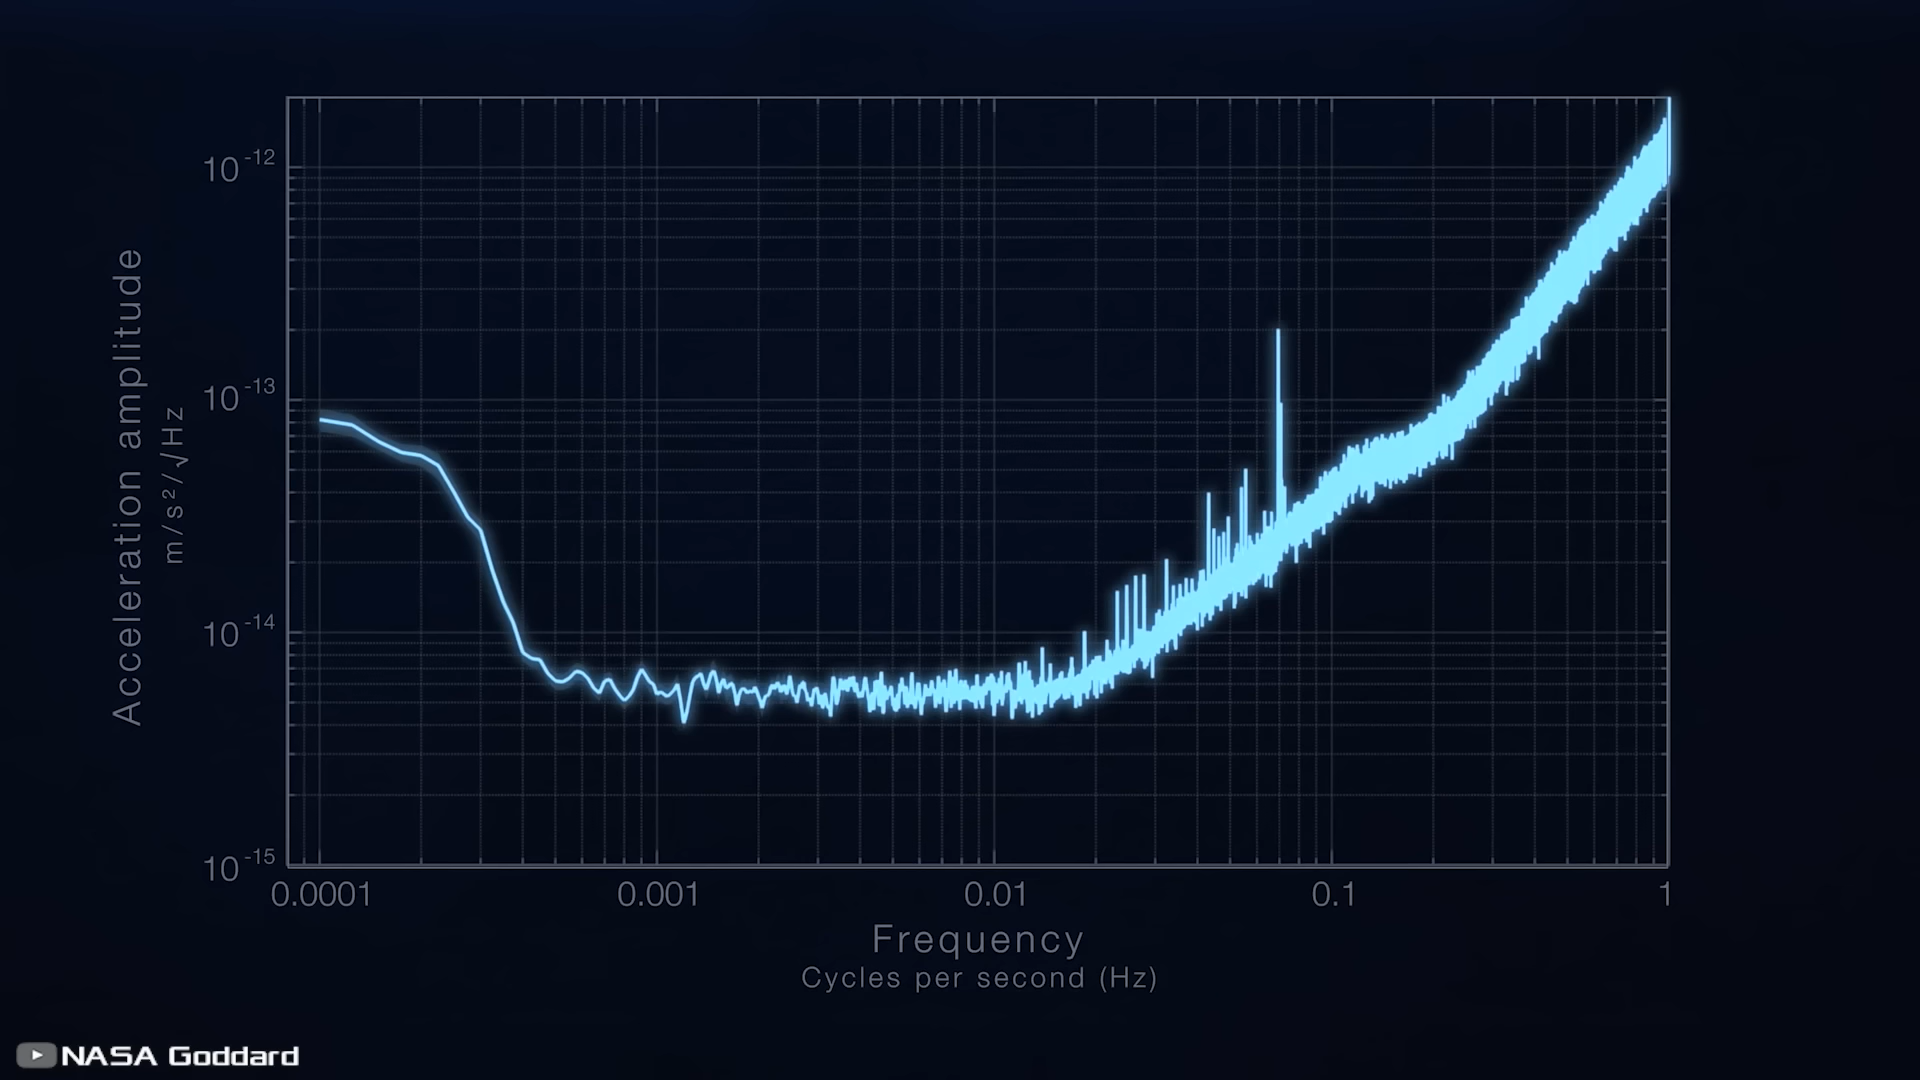 10⁻¹²
10⁻¹³
10⁻¹⁴
10⁻¹⁵
Acceleration amplitude
m/s²/√Hz
0.0001 0.001 0.01 0.1 1
Frequency
Cycles per second (Hz)
NASA Goddard